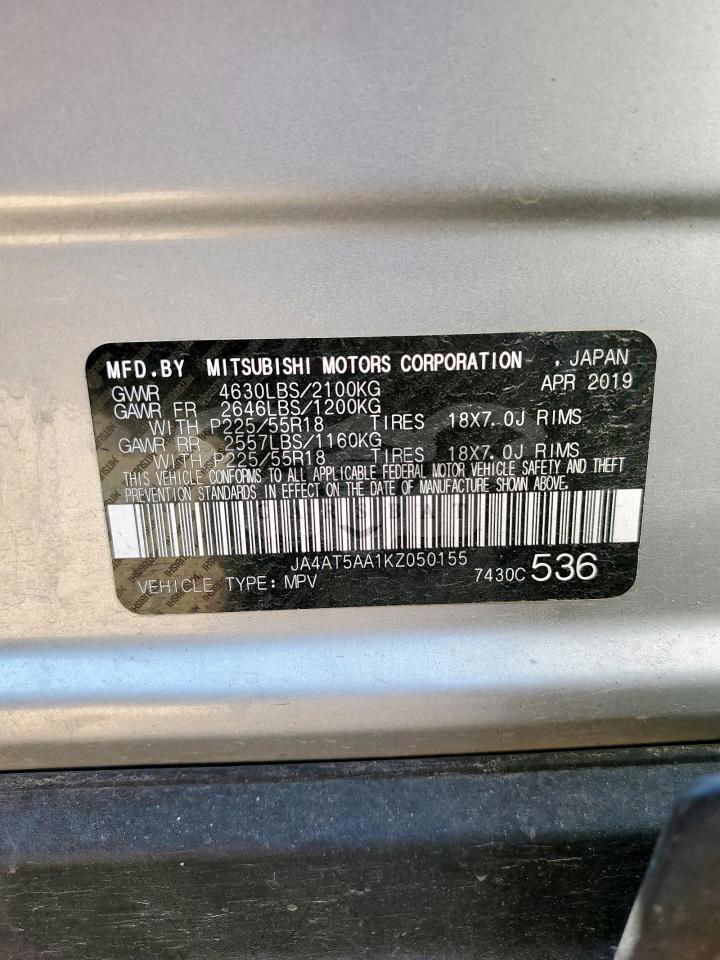 MFD.BY MITSUBISHI MOTORS CORPORATION , JAPAN
GVWR 4630LBS/2100KG APR 2019
GAWR FR 2646LBS/1200KG
WITH P225/55R18 TIRES 18X7.0J RIMS
GAWR RR 2557LBS/1160KG
WITH P225/55R18 TIRES 18X7.0J RIMS
THIS VEHICLE CONFORMS TO ALL APPLICABLE FEDERAL MOTOR VEHICLE SAFETY AND THEFT
PREVENTION STANDARDS IN EFFECT ON THE DATE OF MANUFACTURE SHOWN ABOVE.
JA4AT5AA1KZ050155
VEHICLE TYPE: MPV 7430C 536